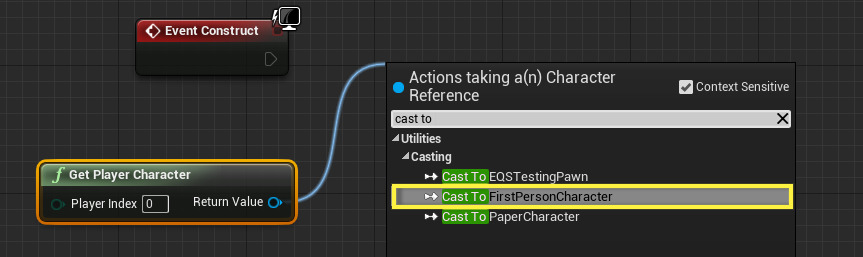 Event Construct
Actions taking a(n) Character
Reference
Context Sensitive
cast to
Utilities
Casting
Cast To EQSTestingPawn
Cast To FirstPersonCharacter
Cast To PaperCharacter
f Get Player Character
Player Index 0 Return Value